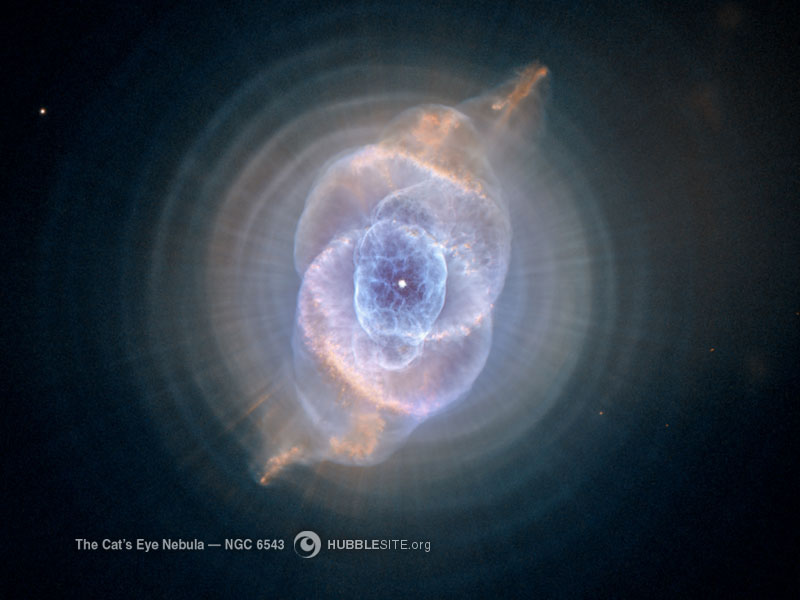 The Cat's Eye Nebula — NGC 6543 HUBBLESITE.org